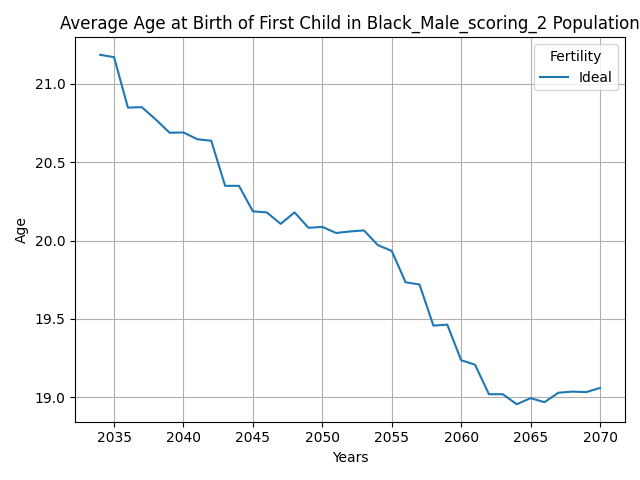 Average Age at Birth of First Child in Black_Male_scoring_2 Population
Fertility
Ideal
21.0
20.5
20.0
19.5
19.0
Age
2035 2040 2045 2050 2055 2060 2065 2070
Years